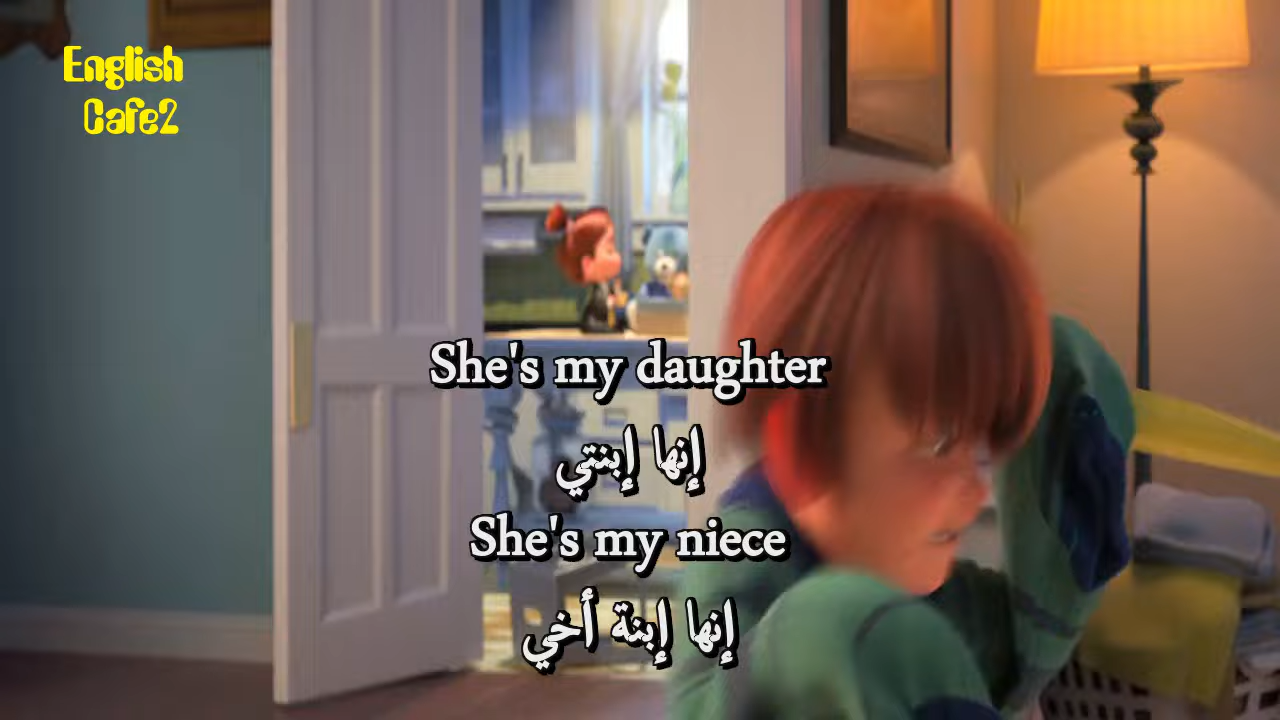 English
Cafe2
She's my daughter
إنها إبنتي
She's my niece
إنها إبنة أخي